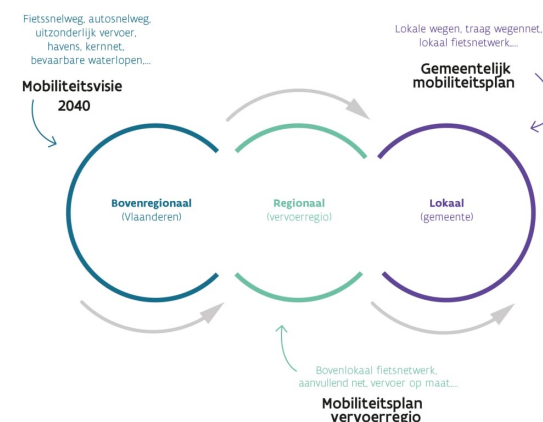 Fietssnelweg, autosnelweg,
uitzonderlijk vervoer,
havens, kernnet,
bevaarbare waterlopen,...
Mobiliteitsvisie
2040
Lokale wegen, traag wegennet,
lokaal fietsnetwerk,...
Gemeentelijk
mobiliteitsplan
Bovenregionaal
(Vlaanderen)
Regionaal
(vervoerregio)
Lokaal
(gemeente)
Bovenlokaal fietsnetwerk,
aanvullend net, vervoer op maat,...
Mobiliteitsplan
vervoerregio